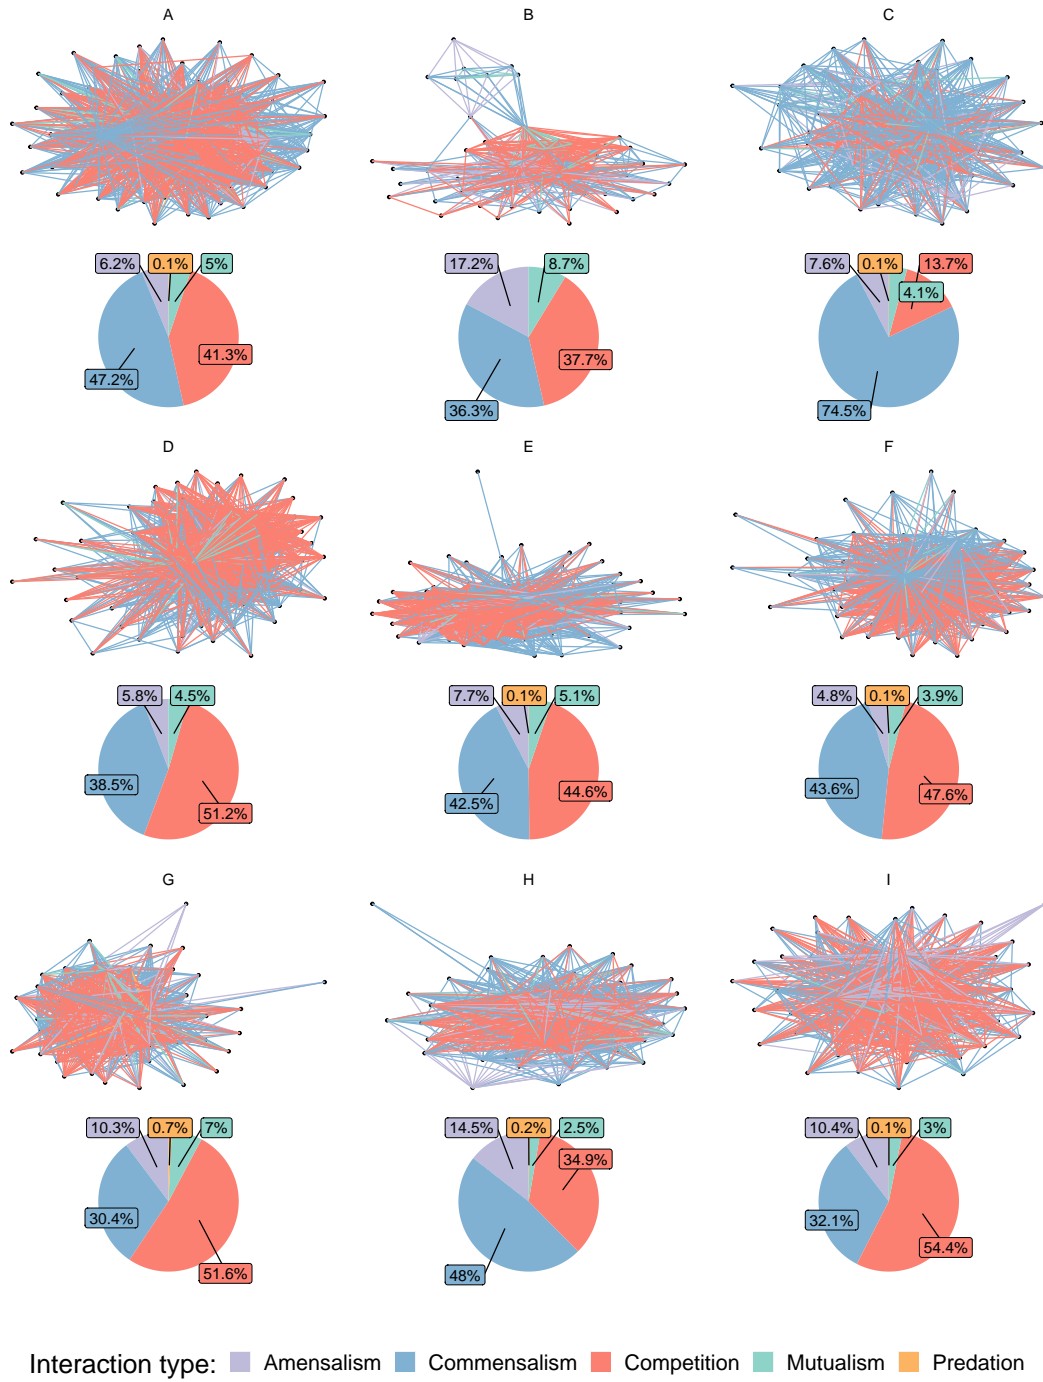 A B C
6.2% 0.1% 5% 17.2% 8.7% 7.6% 0.1% 13.7%
4.1%
41.3% 37.7%
47.2% 36.3% 74.5%
D E F
5.8% 4.5% 7.7% 0.1% 5.1% 4.8% 0.1% 3.9%
38.5% 44.6% 43.6% 47.6%
51.2% 42.5%
G H I
10.3% 0.7% 7% 14.5% 0.2% 2.5% 10.4% 0.1% 3%
34.9%
30.4% 32.1%
51.6% 48% 54.4%
Interaction type: Amensalism Commensalism Competition Mutualism Predation